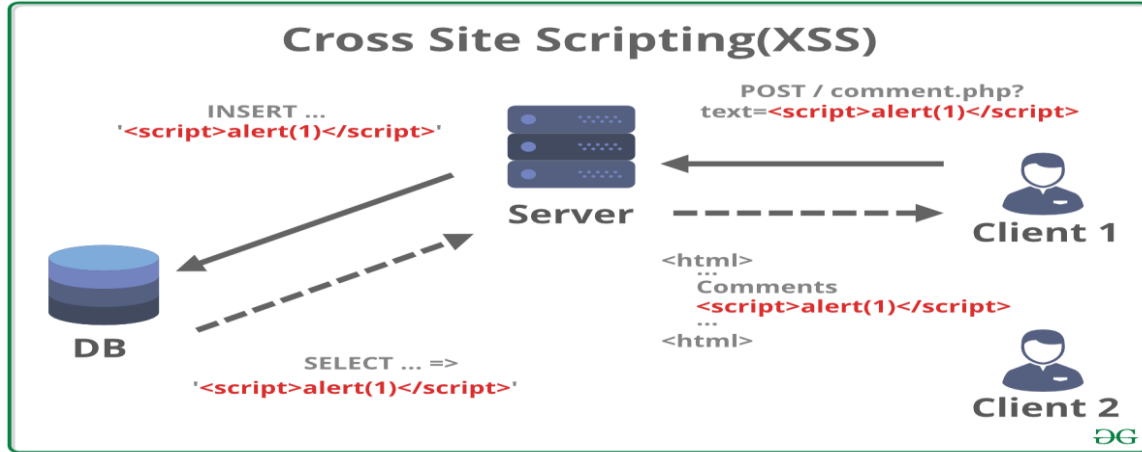 Cross Site Scripting(XSS)
INSERT ...
'<script>alert(1)</script>'
POST / comment.php?
text=<script>alert(1)</script>
Server
Client 1
DB
<html>
...
Comments
<script>alert(1)</script>
...
<html>
SELECT ... =>
'<script>alert(1)</script>'
Client 2
GG